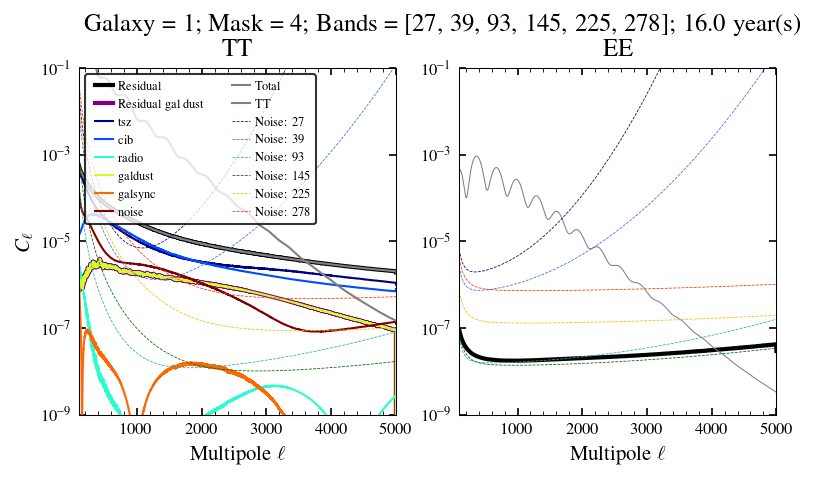 Galaxy = 1; Mask = 4; Bands = [27, 39, 93, 145, 225, 278]; 16.0 year(s)
TT
EE
10⁻¹
10⁻³
10⁻⁵
10⁻⁷
10⁻⁹
C_ℓ
Residual
Residual gal dust
tsz
cib
radio
galdust
galsync
noise
Total
TT
Noise: 27
Noise: 39
Noise: 93
Noise: 145
Noise: 225
Noise: 278
1000
2000
3000
4000
5000
Multipole ℓ
10⁻¹
10⁻³
10⁻⁵
10⁻⁷
10⁻⁹
1000
2000
3000
4000
5000
Multipole ℓ